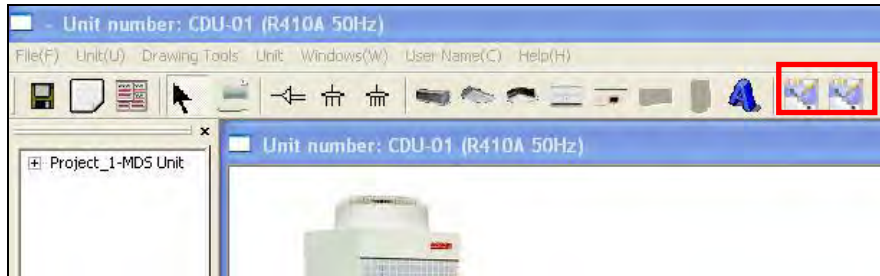 - Unit number: CDU-01 (R410A 50Hz)
File(F) Unit(U) Drawing Tools Unit Windows(W) User Name(C) Help(H)
A
x
Project_1-MDS Unit
Unit number: CDU-01 (R410A 50Hz)